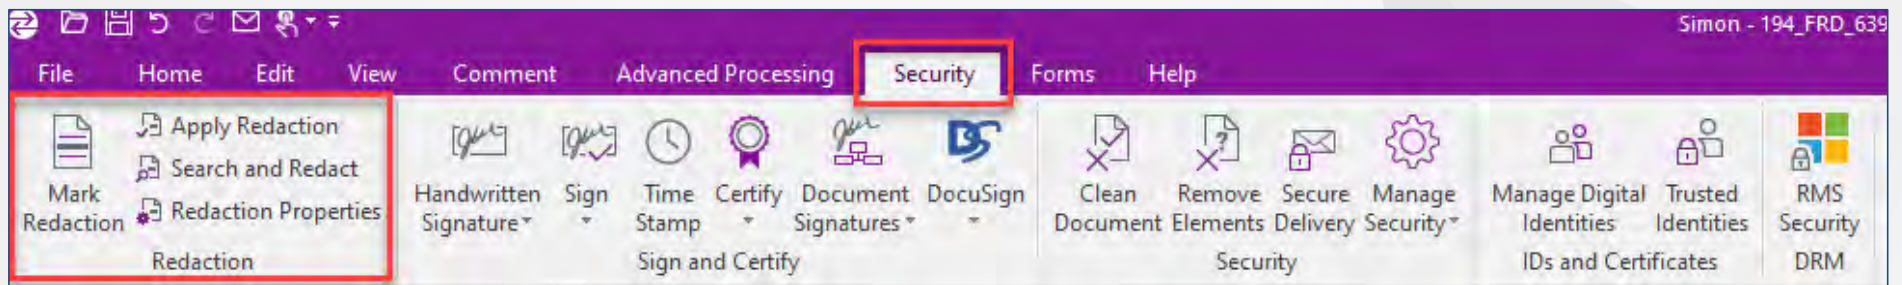 Simon - 194_FRD_639
File Home Edit View Comment Advanced Processing Security Forms Help
Mark
Redaction
Apply Redaction
Search and Redact
Redaction Properties
Redaction
Handwritten
Signature
Sign
Time
Stamp
Certify
Document
Signatures
DocuSign
Sign and Certify
Clean
Document
Remove
Elements
Secure
Delivery
Manage
Security
Security
Manage Digital
Identities
Trusted
Identities
IDs and Certificates
RMS
Security
DRM